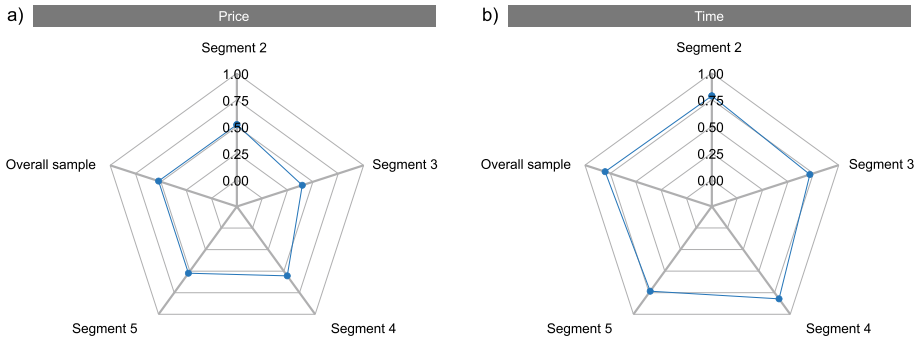 a) Price
Segment 2
1.00
0.75
0.50
0.25
0.00
Overall sample
Segment 3
Segment 5
Segment 4
b) Time
Segment 2
1.00
0.75
0.50
0.25
0.00
Overall sample
Segment 3
Segment 5
Segment 4